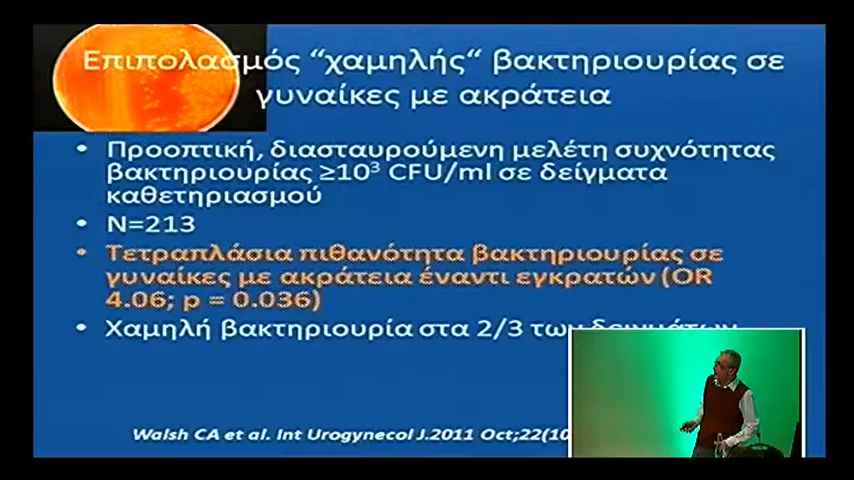 Επιπολασμός “χαμηλής“ βακτηριουρίας σε
γυναίκες με ακράτεια
• Προοπτική, διασταυρούμενη μελέτη συχνότητας
βακτηριουρίας ≥10³ CFU/ml σε δείγματα
καθετηριασμού
• N=213
• Τετραπλάσια πιθανότητα βακτηριουρίας σε
γυναίκες με ακράτεια έναντι εγκρατών (OR
4.06; p = 0.036)
• Χαμηλή βακτηριουρία στα 2/3 των δειγμάτων
Walsh CA et al. Int Urogynecol J.2011 Oct;22(10